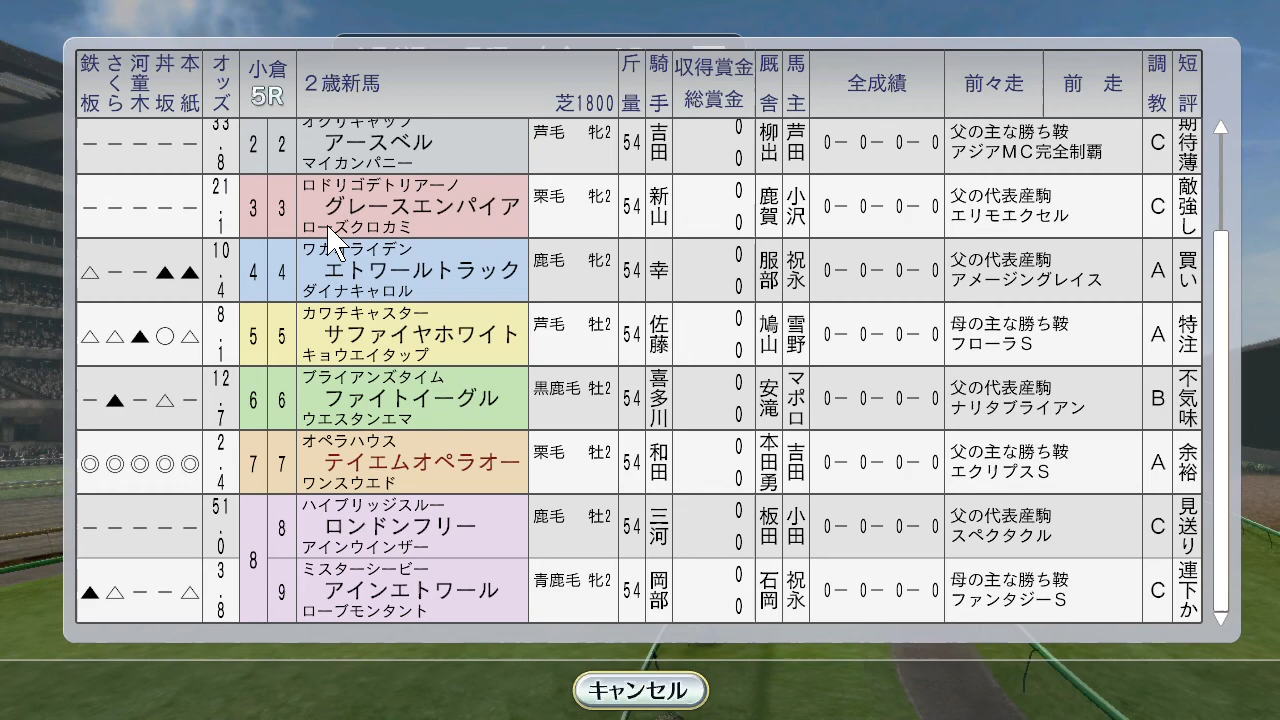 鉄板 さくら 河童木 丼坂 本紙 オッズ 小倉 5R ２歳新馬 芝1800 斤量 騎手 収得賞金 総賞金 厩舎 馬主 全成績 前々走 前 走 調教 短評
オグリキャップ
－ － － － － 33.8 2 2 アースベル 芦毛 牝2 54 吉田 0 0 柳出 芦田 0－ 0－ 0－ 0 父の主な勝ち鞍 アジアＭＣ完全制覇 C 期待薄
マイカンパニー
ロドリゴデトリアーノ
－ － － － － 21.1 3 3 グレースエンパイア 栗毛 牝2 54 新山 0 0 鹿賀 小沢 0－ 0－ 0－ 0 父の代表産駒 エリモエクセル C 敵強し
ローズクロカミ
ワカオライデン
△ － － ▲ ▲ 10.4 4 4 エトワールトラック 鹿毛 牝2 54 幸 0 0 服部 祝永 0－ 0－ 0－ 0 父の代表産駒 アメージングレイス A 買い
ダイナキャロル
カワチキャスター
△ △ ▲ ○ △ 8.1 5 5 サファイヤホワイト 芦毛 牡2 54 佐藤 0 0 鳩山 雪野 0－ 0－ 0－ 0 母の主な勝ち鞍 フローラＳ A 特注
キョウエイタップ
ブライアンズタイム
－ ▲ － △ － 12.7 6 6 ファイトイーグル 黒鹿毛 牡2 54 喜多川 0 0 安滝 マポロ 0－ 0－ 0－ 0 父の代表産駒 ナリタブライアン B 不気味
ウエスタンエマ
オペラハウス
◎ ◎ ◎ ◎ ◎ 2.4 7 7 テイエムオペラオー 栗毛 牡2 54 和田 0 0 本田勇 吉田 0－ 0－ 0－ 0 父の主な勝ち鞍 エクリプスＳ A 余裕
ワンスウエド
ハイブリッジスルー
－ － － － － 51.0 8 8 ロンドンフリー 鹿毛 牡2 54 三河 0 0 板田 小田 0－ 0－ 0－ 0 父の代表産駒 スペクタクル C 見送り
アインウインザー
ミスターシービー
▲ △ － － △ 3.8 9 アインエトワール 青鹿毛 牝2 54 岡部 0 0 石岡 祝永 0－ 0－ 0－ 0 母の主な勝ち鞍 ファンタジーＳ C 連下か
ローブモンタント
キャンセル